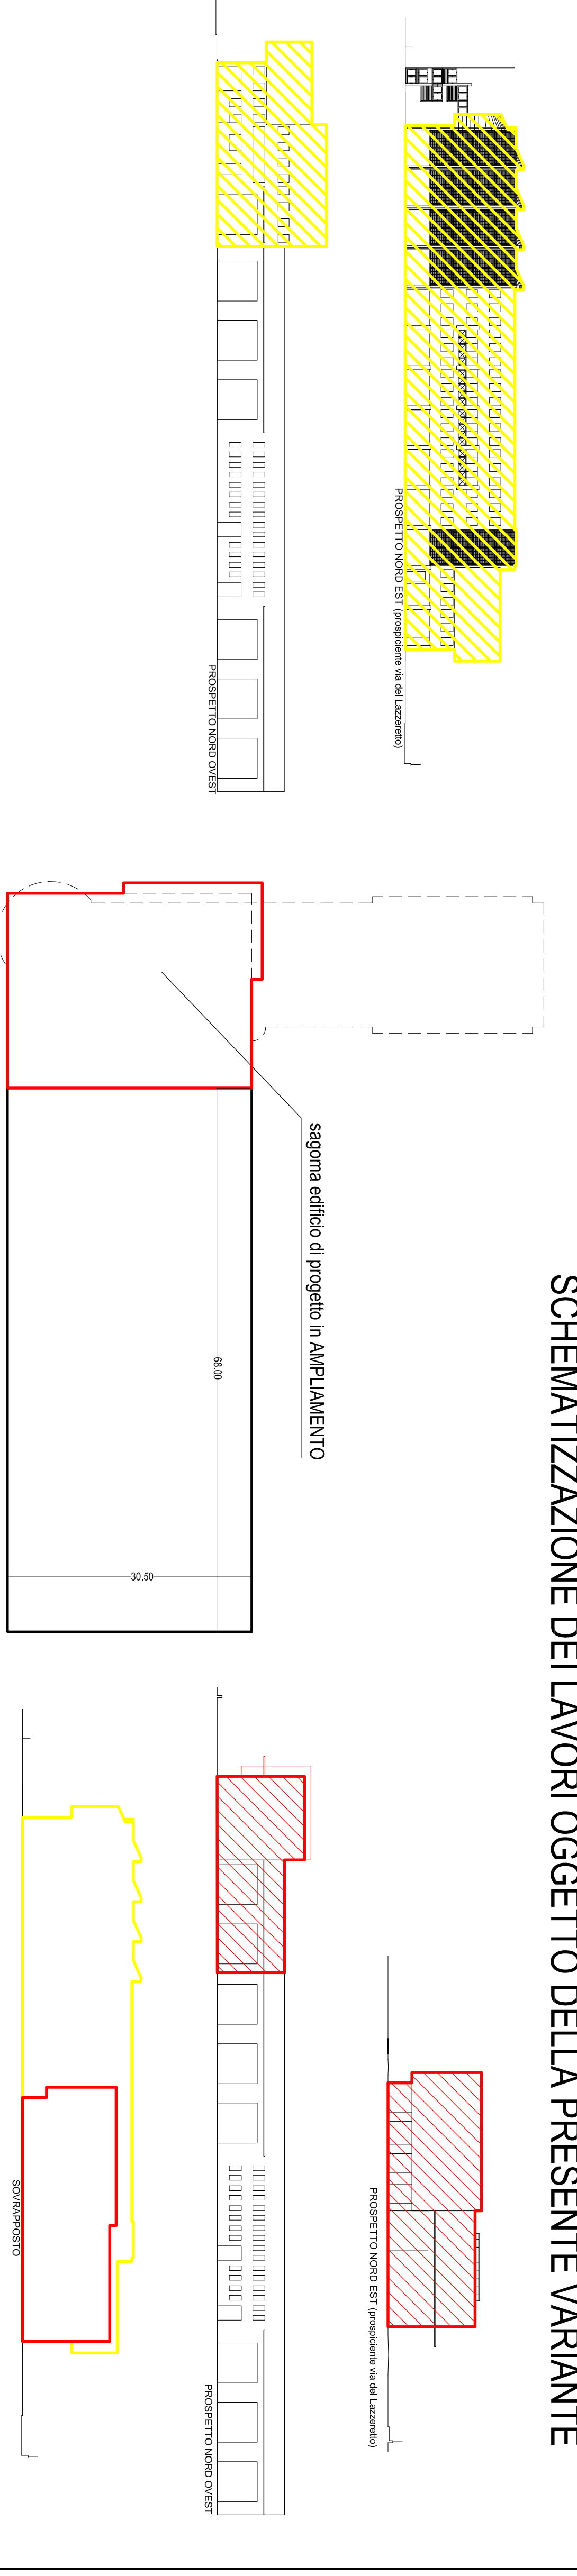 SCHEMATIZZAZIONE DEI LAVORI OGGETTO DELLA PRESENTE VARIANTE
PROSPETTO NORD EST (prospiciente via del Lazzeretto)
PROSPETTO NORD OVEST
sagoma edificio di progetto in AMPLIAMENTO
68.00
30.50
PROSPETTO NORD EST (prospiciente via del Lazzeretto)
PROSPETTO NORD OVEST
SOVRAPPOSTO